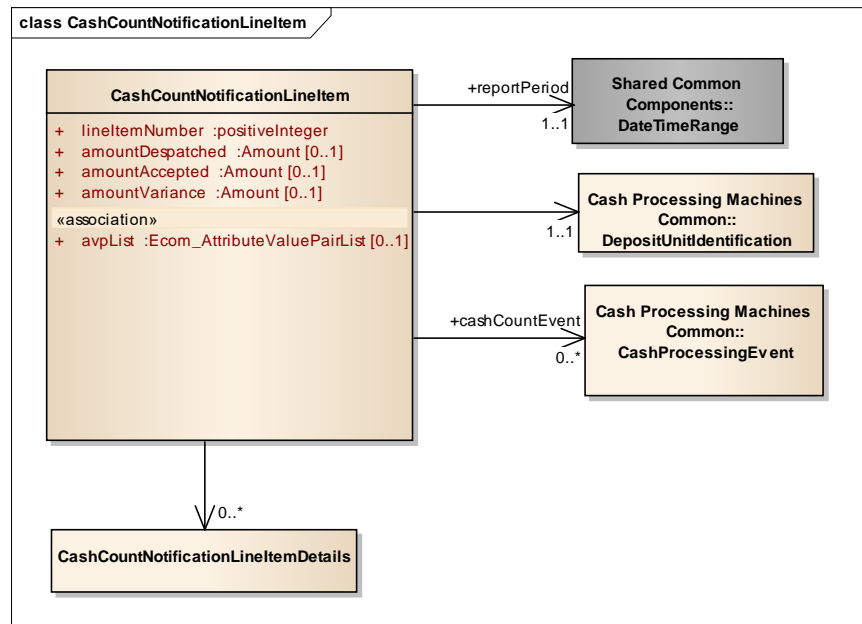 class CashCountNotificationLineItem
CashCountNotificationLineItem
+ lineItemNumber :positiveInteger
+ amountDespatched :Amount [0..1]
+ amountAccepted :Amount [0..1]
+ amountVariance :Amount [0..1]
«association»
+ avpList :Ecom_AttributeValuePairList [0..1]
+reportPeriod
1..1
Shared Common
Components::
DateTimeRange
1..1
Cash Processing Machines
Common::
DepositUnitIdentification
+cashCountEvent
0..*
Cash Processing Machines
Common::
CashProcessingEvent
0..*
CashCountNotificationLineItemDetails